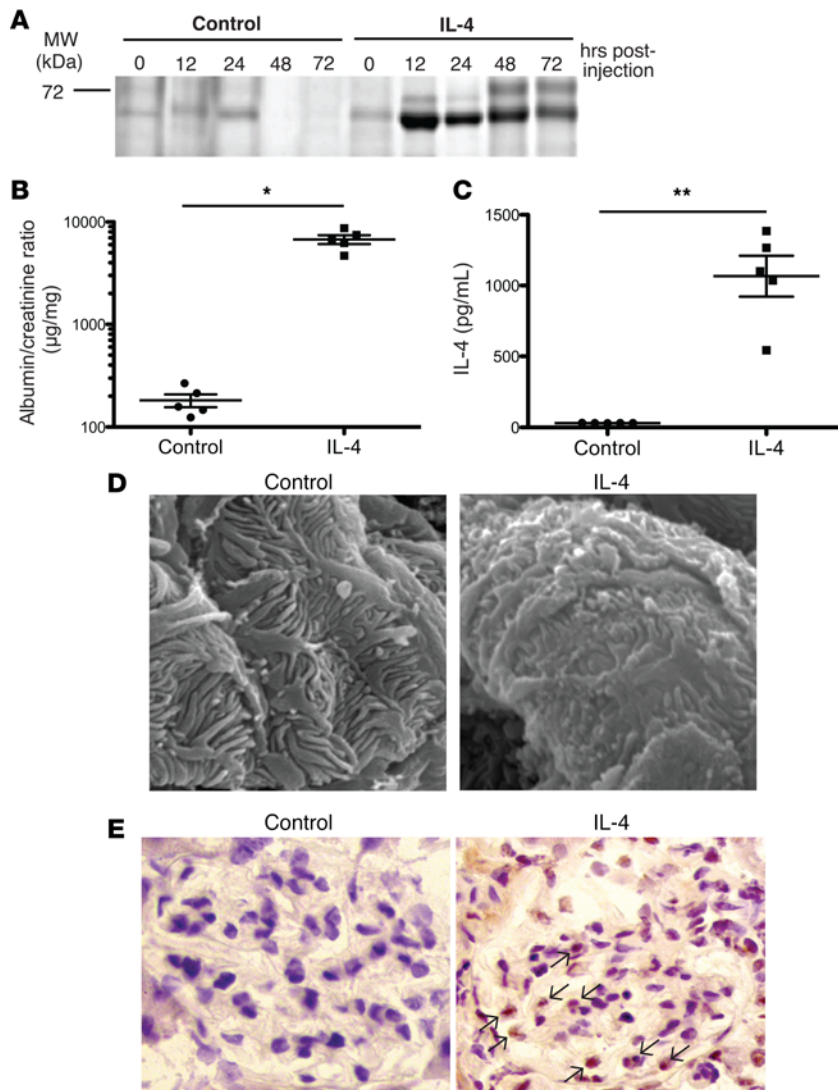 A
Control
IL-4
MW
(kDa)
0 12 24 48 72
0 12 24 48 72
hrs post-
injection
72
B
*
Albumin/creatinine ratio
(µg/mg)
10000
1000
100
Control
IL-4
C
**
IL-4 (pg/mL)
1500
1000
500
0
Control
IL-4
D
Control
IL-4
E
Control
IL-4